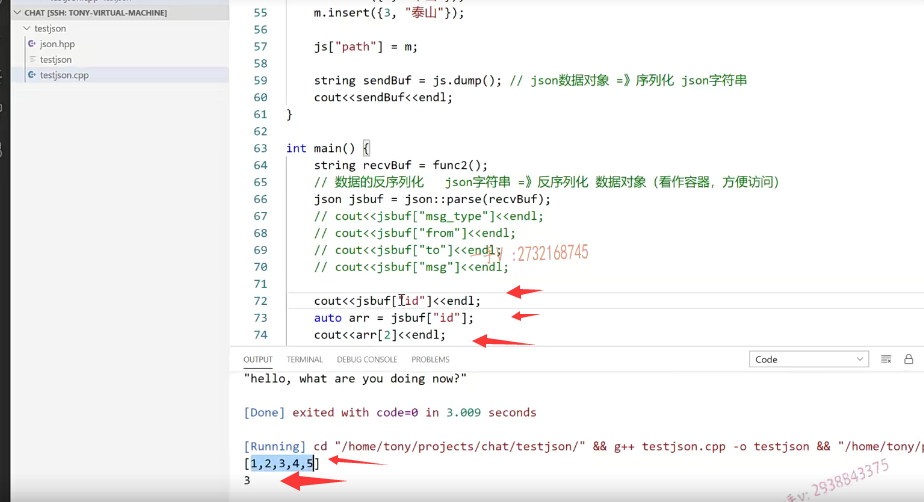 CHAT [SSH: TONY-VIRTUAL-MACHINE]
testjson
json.hpp
testjson
testjson.cpp
55 m.insert({2, "华山"});
56 m.insert({3, "泰山"});
57 js["path"] = m;
58
59 string sendBuf = js.dump(); // json数据对象 =》序列化 json字符串
60 cout<<sendBuf<<endl;
61 }
62
63 int main() {
64 string recvBuf = func2();
65 // 数据的反序列化 json字符串 =》反序列化 数据对象（看作容器，方便访问）
66 json jsbuf = json::parse(recvBuf);
67 // cout<<jsbuf["msg_type"]<<endl;
68 // cout<<jsbuf["from"]<<endl;
69 // cout<<jsbuf["to"]<<endl;
70 // cout<<jsbuf["msg"]<<endl;
71
72 cout<<jsbuf["id"]<<endl;
73 auto arr = jsbuf["id"];
74 cout<<arr[2]<<endl;
:2732168745
OUTPUT TERMINAL DEBUG CONSOLE PROBLEMS Code
"hello, what are you doing now?"
[Done] exited with code=0 in 3.009 seconds
[Running] cd "/home/tony/projects/chat/testjson/" && g++ testjson.cpp -o testjson && "/home/tony/p
[1,2,3,4,5]
3
2938843375